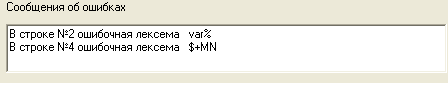 Сообщения об ошибках
В строке №2 ошибочная лексема var%
В строке №4 ошибочная лексема $+MN